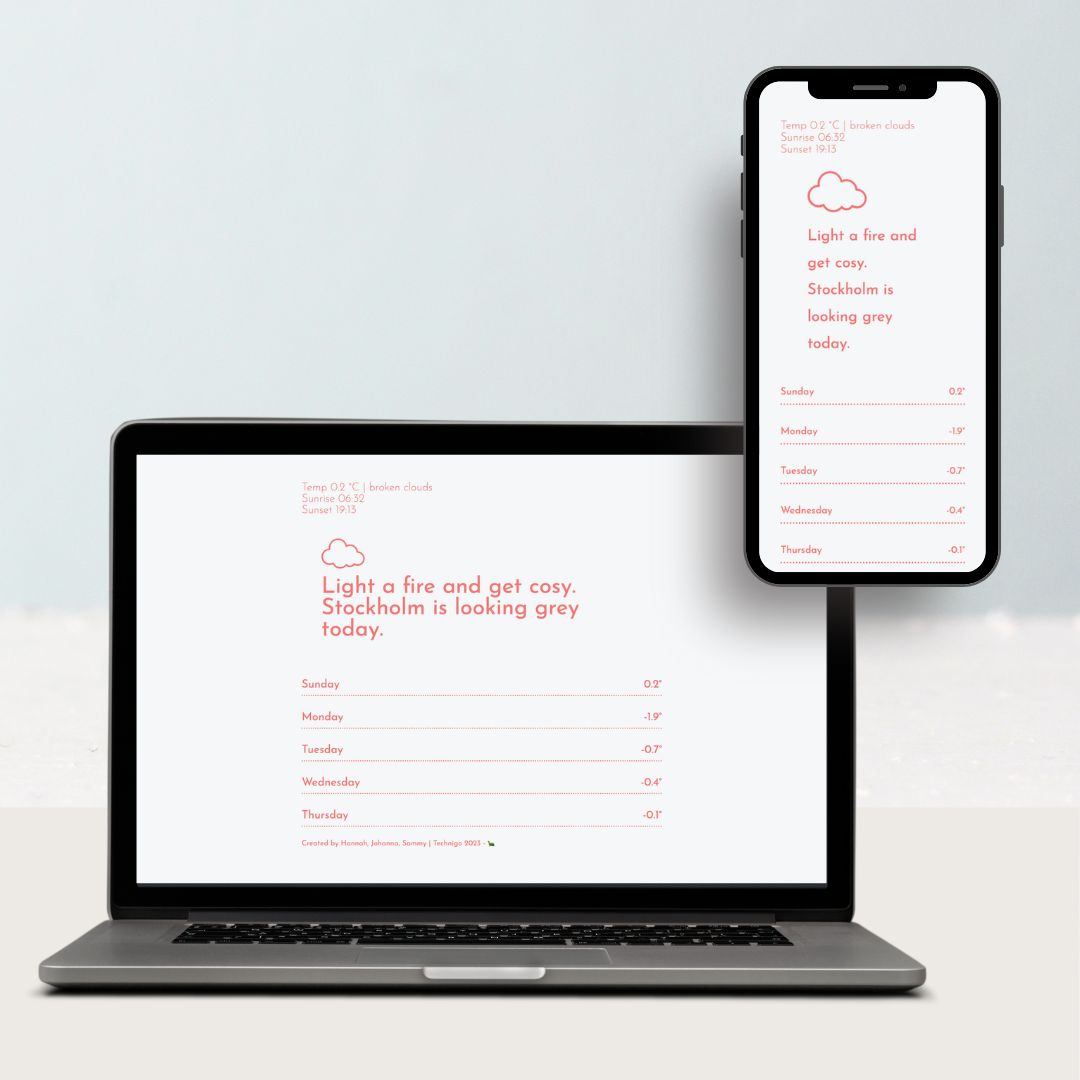 Temp 0.2 °C | broken clouds
Sunrise 06:32
Sunset 19:13
Light a fire and
get cosy.
Stockholm is
looking grey
today.
Sunday 0.2°
Monday -1.9°
Tuesday -0.7°
Wednesday -0.4°
Thursday -0.1°
Temp 0.2 °C | broken clouds
Sunrise 06:32
Sunset 19:13
Light a fire and get cosy.
Stockholm is looking grey
today.
Sunday 0.2°
Monday -1.9°
Tuesday -0.7°
Wednesday -0.4°
Thursday -0.1°
Created by Hannah, Johanna, Sammy | Technigo 2023 - 🐛